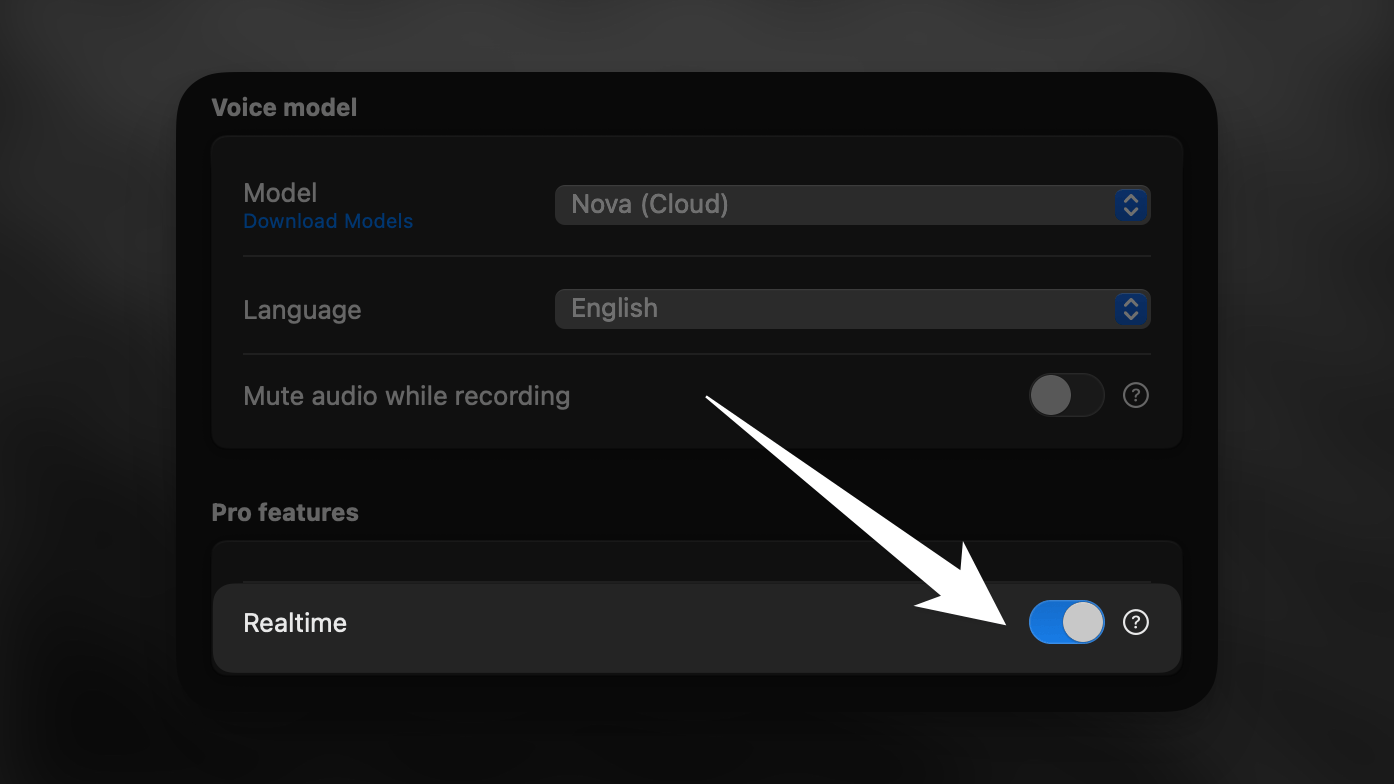 Voice model
Model
Nova (Cloud)
Download Models
Language
English
Mute audio while recording
?
Pro features
Realtime
?